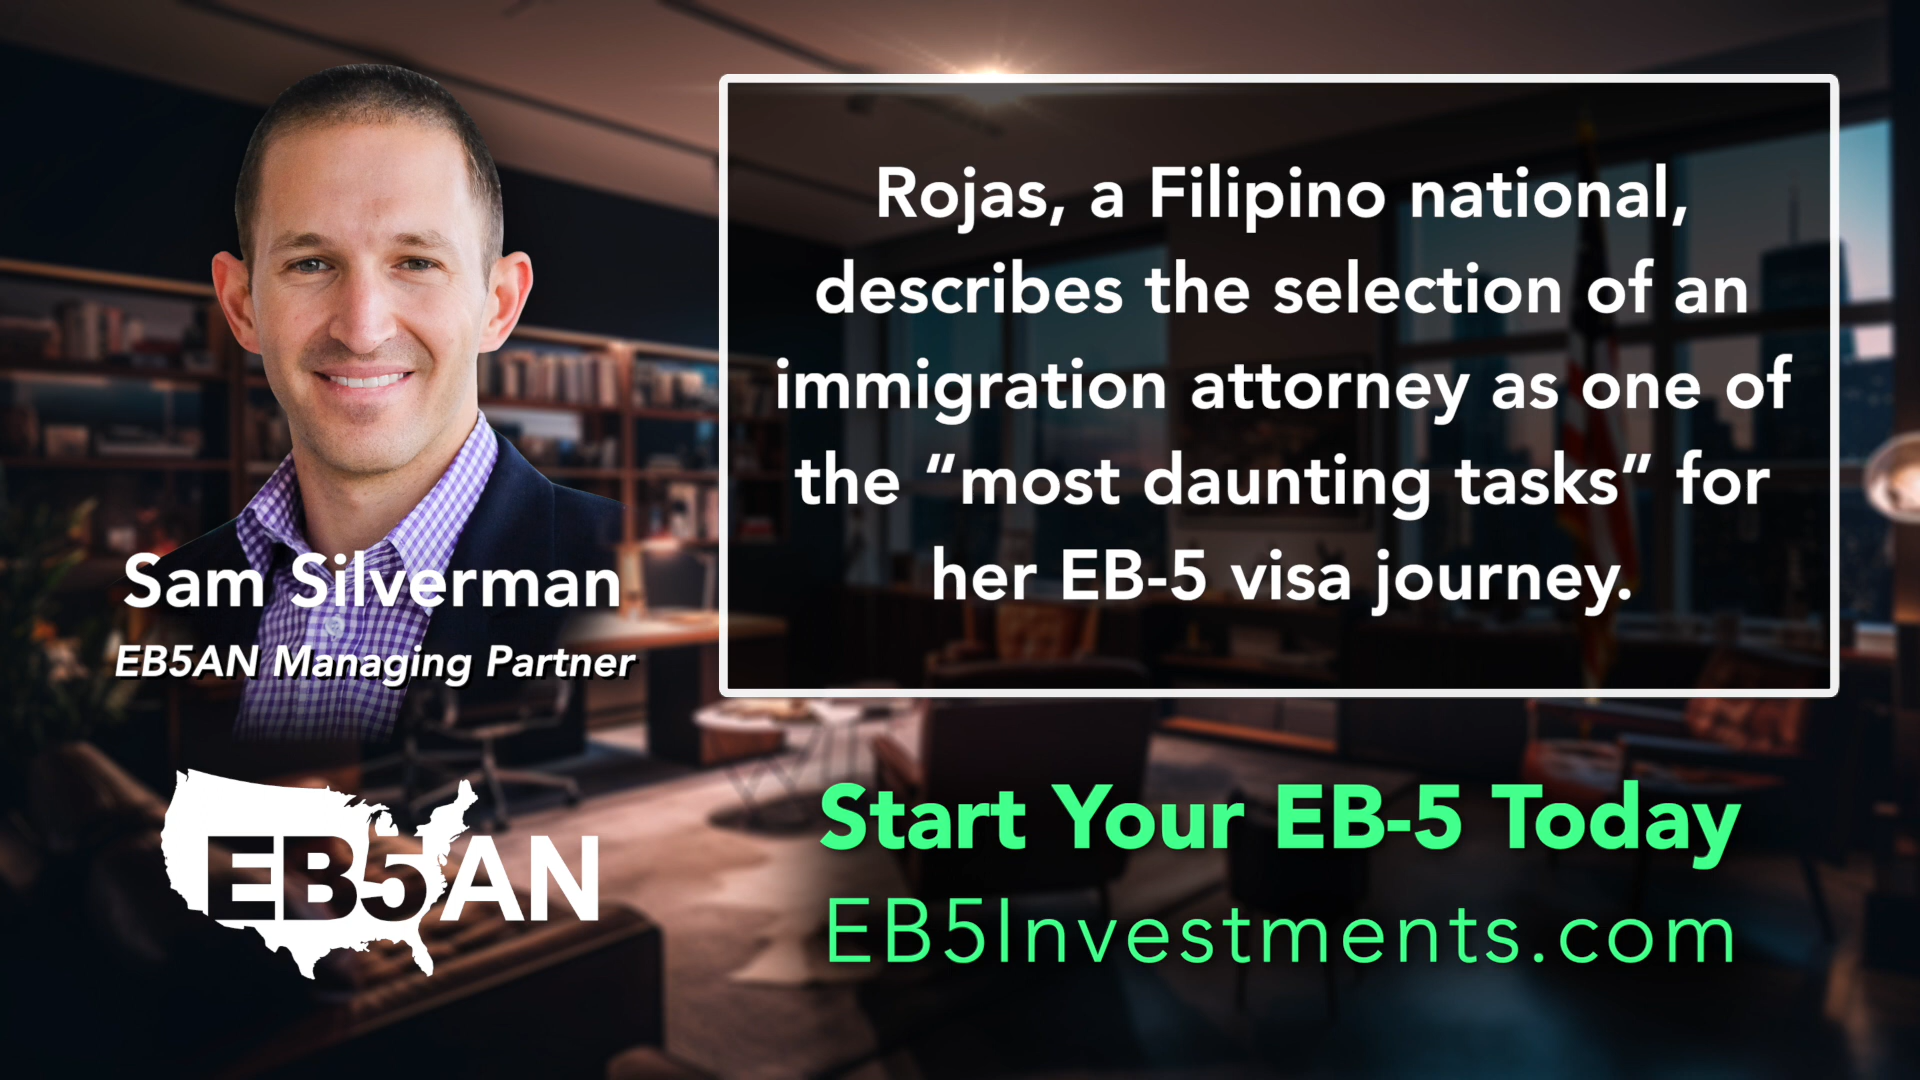 Rojas, a Filipino national,
describes the selection of an
immigration attorney as one of
the “most daunting tasks” for
her EB-5 visa journey.
Sam Silverman
EB5AN Managing Partner
EB5AN
Start Your EB-5 Today
EB5Investments.com